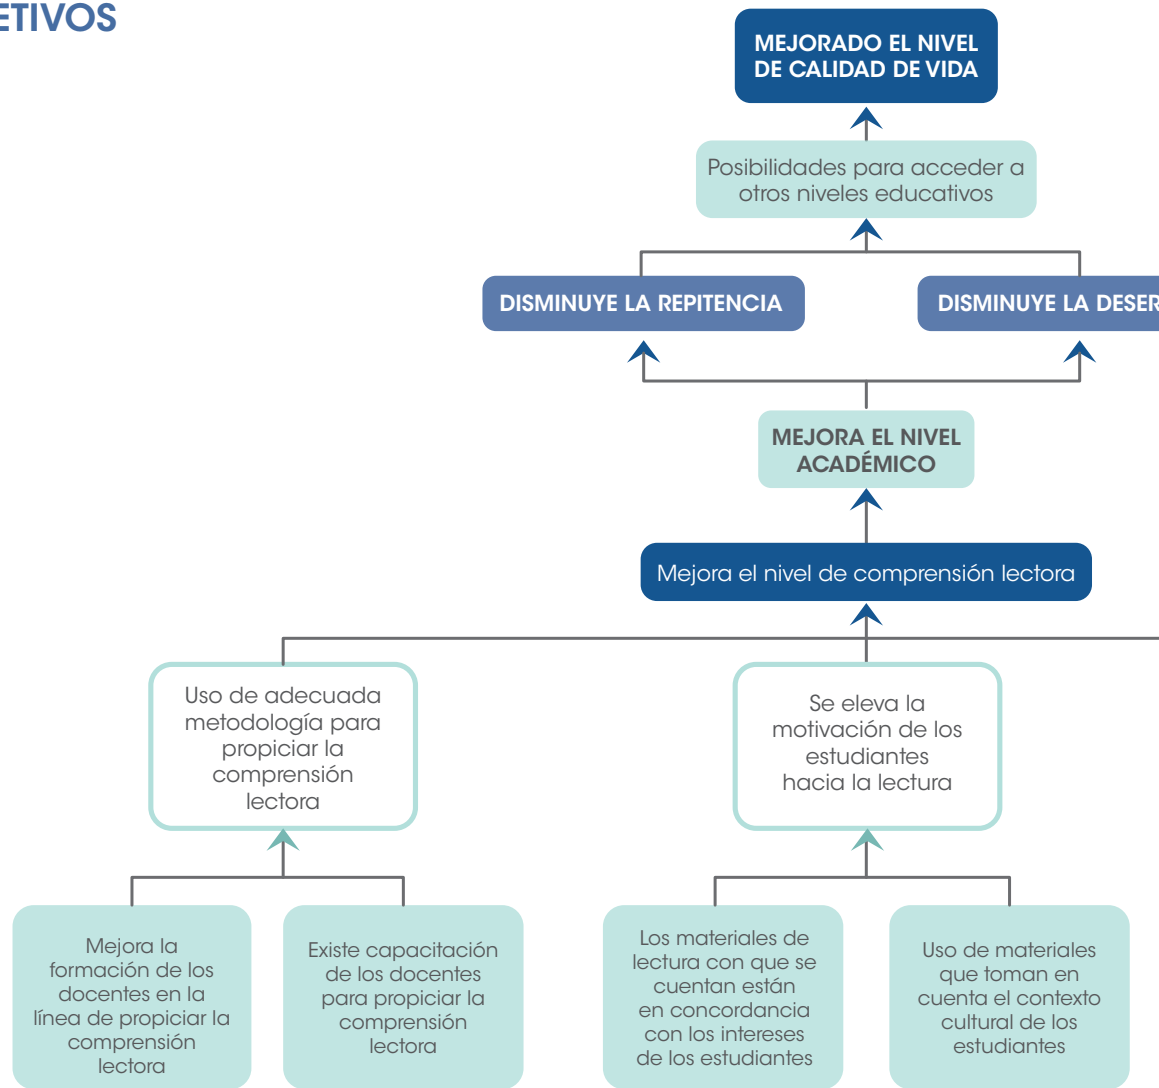 ETIVOS
MEJORADO EL NIVEL
DE CALIDAD DE VIDA
Posibilidades para acceder a
otros niveles educativos
DISMINUYE LA REPITENCIA
DISMINUYE LA DESER
MEJORA EL NIVEL
ACADÉMICO
Mejora el nivel de comprensión lectora
Uso de adecuada
metodología para
propiciar la
comprensión
lectora
Se eleva la
motivación de los
estudiantes
hacia la lectura
Mejora la
formación de los
docentes en la
línea de propiciar la
comprensión
lectora
Existe capacitación
de los docentes
para propiciar la
comprensión
lectora
Los materiales de
lectura con que se
cuentan están
en concordancia
con los intereses
de los estudiantes
Uso de materiales
que toman en
cuenta el contexto
cultural de los
estudiantes